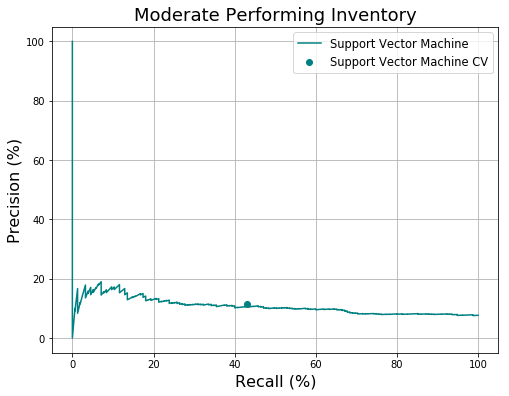 Moderate Performing Inventory
Support Vector Machine
Support Vector Machine CV
Precision (%)
100
80
60
40
20
0
0 20 40 60 80 100
Recall (%)